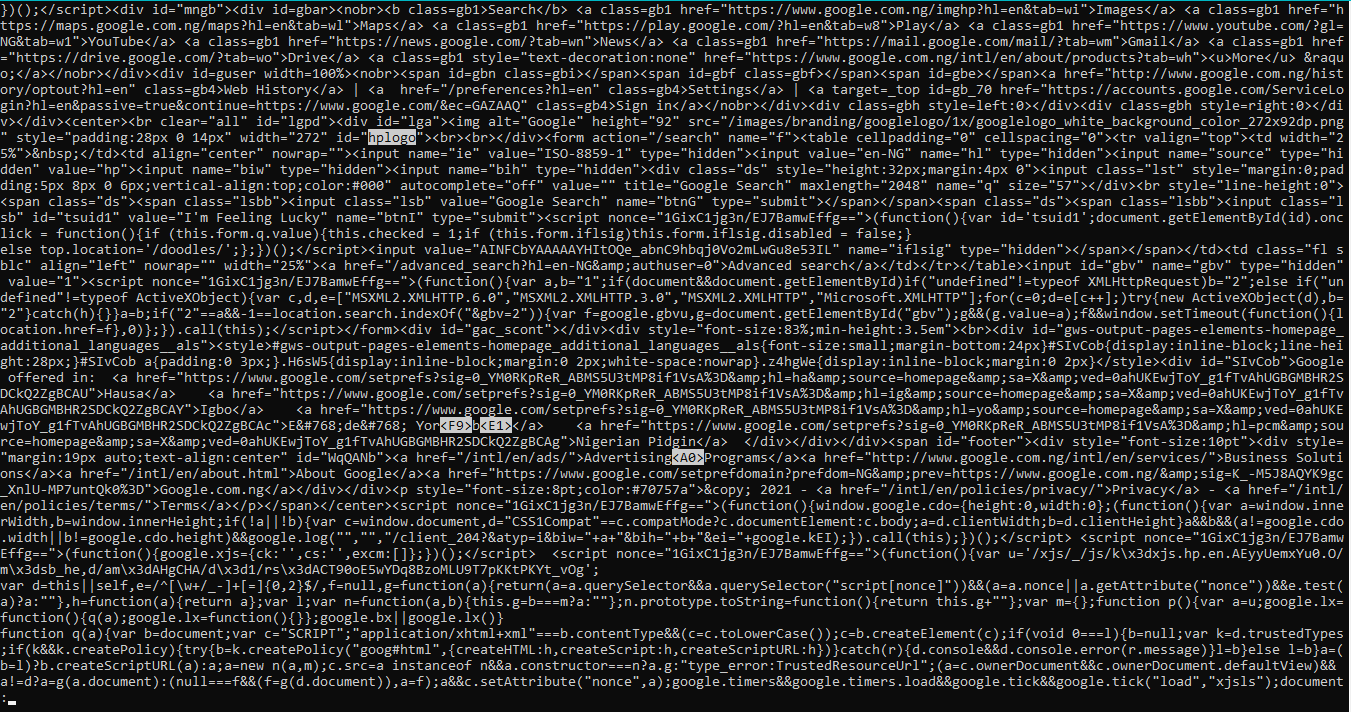 })();</script><div id="mngb"><div id=gbar><nobr><b class=gb1>Search</b> <a class=gb1 href="https://www.google.com.ng/imghp?hl=en&tab=wi">Images</a> <a class=gb1 href="h
ttps://maps.google.com.ng/maps?hl=en&tab=wl">Maps</a> <a class=gb1 href="https://play.google.com/?hl=en&tab=w8">Play</a> <a class=gb1 href="https://www.youtube.com/?gl=
NG&tab=w1">YouTube</a> <a class=gb1 href="https://news.google.com/?tab=wn">News</a> <a class=gb1 href="https://mail.google.com/mail/?tab=wm">Gmail</a> <a class=gb1 href
="https://drive.google.com/?tab=wo">Drive</a> <a class=gb1 style="text-decoration:none" href="https://www.google.com.ng/intl/en/about/products?tab=wh"><u>More</u> &raqu
o;</a></nobr></div><div id=guser width=100%><nobr><span id=gbn class=gbi></span><span id=gbf class=gbf></span><span id=gbe></span><a href="http://www.google.com.ng/hist
ory/optout?hl=en" class=gb4>Web History</a> | <a  href="/preferences?hl=en" class=gb4>Settings</a> | <a target=_top id=gb_70 href="https://accounts.google.com/ServiceLo
gin?hl=en&passive=true&continue=https://www.google.com/&ec=GAZAAQ" class=gb4>Sign in</a></nobr></div><div class=gbh style=left:0></div><div class=gbh style=right:0></di
v></div><center><br clear="all" id="lgpd"><div id="lga"><img alt="Google" height="92" src="/images/branding/googlelogo/1x/googlelogo_white_background_color_272x92dp.png
" style="padding:28px 0 14px" width="272" id="hplogo"><br><br></div><form action="/search" name="f"><table cellpadding="0" cellspacing="0"><tr valign="top"><td width="2
5%">&nbsp;</td><td align="center" nowrap=""><input name="ie" value="ISO-8859-1" type="hidden"><input value="en-NG" name="hl" type="hidden"><input name="source" type="hi
dden" value="hp"><input name="biw" type="hidden"><input name="bih" type="hidden"><div class="ds" style="height:32px;margin:4px 0"><input class="lst" style="margin:0;pad
ding:5px 8px 0 6px;vertical-align:top;color:#000" autocomplete="off" value="" title="Google Search" maxlength="2048" name="q" size="57"></div><br style="line-height:0">
<span class="ds"><span class="lsbb"><input class="lsb" value="Google Search" name="btnG" type="submit"></span></span><span class="ds"><span class="lsbb"><input class="l
sb" id="tsuid1" value="I'm Feeling Lucky" name="btnI" type="submit"><script nonce="1GixC1jg3n/EJ7BamwEffg==">(function(){var id='tsuid1';document.getElementById(id).onc
lick = function(){if (this.form.q.value){this.checked = 1;if (this.form.iflsig)this.form.iflsig.disabled = false;}
else top.location='/doodles/';};})();</script><input value="AINFCbYAAAAAYHItOQe_abnC9hbqj0Vo2mLwGu8e53IL" name="iflsig" type="hidden"></span></span></td><td class="fl s
blc" align="left" nowrap="" width="25%"><a href="/advanced_search?hl=en-NG&amp;authuser=0">Advanced search</a></td></tr></table><input id="gbv" name="gbv" type="hidden"
 value="1"><script nonce="1GixC1jg3n/EJ7BamwEffg==">(function(){var a,b="1";if(document&&document.getElementById)if("undefined"!=typeof XMLHttpRequest)b="2";else if("un
defined"!=typeof ActiveXObject){var c,d,e=["MSXML2.XMLHTTP.6.0","MSXML2.XMLHTTP.3.0","MSXML2.XMLHTTP","Microsoft.XMLHTTP"];for(c=0;d=e[c++];)try{new ActiveXObject(d),b=
"2"}catch(h){}}a=b;if("2"==a&&-1==location.search.indexOf("&gbv=2")){var f=google.gbvu,g=document.getElementById("gbv");g&&(g.value=a);f&&window.setTimeout(function(){l
ocation.href=f},0)};}).call(this);</script></form><div id="gac_scont"></div><div style="font-size:83%;min-height:3.5em"><br><div id="gws-output-pages-elements-homepage_
additional_languages__als"><style>#gws-output-pages-elements-homepage_additional_languages__als{font-size:small;margin-bottom:24px}#SIvCob{display:inline-block;line-hei
ght:28px;}#SIvCob a{padding:0 3px;}.H6sW5{display:inline-block;margin:0 2px;white-space:nowrap}.z4hgWe{display:inline-block;margin:0 2px}</style><div id="SIvCob">Google
 offered in:  <a href="https://www.google.com/setprefs?sig=0_YM0RKpReR_ABMS5U3tMP8if1VsA%3D&amp;hl=ha&amp;source=homepage&amp;sa=X&amp;ved=0ahUKEwjToY_g1fTvAhUGBGMBHR2S
DCkQ2ZgBCAU">Hausa</a>    <a href="https://www.google.com/setprefs?sig=0_YM0RKpReR_ABMS5U3tMP8if1VsA%3D&amp;hl=ig&amp;source=homepage&amp;sa=X&amp;ved=0ahUKEwjToY_g1fTv
AhUGBGMBHR2SDCkQ2ZgBCAY">Igbo</a>    <a href="https://www.google.com/setprefs?sig=0_YM0RKpReR_ABMS5U3tMP8if1VsA%3D&amp;hl=yo&amp;source=homepage&amp;sa=X&amp;ved=0ahUKE
wjToY_g1fTvAhUGBGMBHR2SDCkQ2ZgBCAc">E&#768;de&#768; Yor<F9>b<E1></a>    <a href="https://www.google.com/setprefs?sig=0_YM0RKpReR_ABMS5U3tMP8if1VsA%3D&amp;hl=pcm&amp;sou
rce=homepage&amp;sa=X&amp;ved=0ahUKEwjToY_g1fTvAhUGBGMBHR2SDCkQ2ZgBCAg">Nigerian Pidgin</a>  </div></div></div><span id="footer"><div style="font-size:10pt"><div style=
"margin:19px auto;text-align:center" id="WqQANb"><a href="/intl/en/ads/">Advertising<A0>Programs</a><a href="http://www.google.com.ng/intl/en/services/">Business Soluti
ons</a><a href="/intl/en/about.html">About Google</a><a href="https://www.google.com/setprefdomain?prefdom=NG&amp;prev=https://www.google.com.ng/&amp;sig=K_-M5J8AQYK9gc
_XnlU-MP7untQk0%3D">Google.com.ng</a></div></div><p style="font-size:8pt;color:#70757a">&copy; 2021 - <a href="/intl/en/policies/privacy/">Privacy</a> - <a href="/intl/
en/policies/terms/">Terms</a></p></span></center><script nonce="1GixC1jg3n/EJ7BamwEffg==">(function(){window.google.cdo={height:0,width:0};(function(){var a=window.inne
rWidth,b=window.innerHeight;if(!a||!b){var c=window.document,d="CSS1Compat"==c.compatMode?c.documentElement:c.body;a=d.clientWidth;b=d.clientHeight}a&&b&&(a!=google.cdo
.width||b!=google.cdo.height)&&google.log("","","/client_204?&atyp=i&biw="+a+"&bih="+b+"&ei="+google.kEI);}).call(this);})();</script> <script nonce="1GixC1jg3n/EJ7Bamw
Effg==">(function(){google.xjs={ck:'',cs:'',excm:[]};})();</script>  <script nonce="1GixC1jg3n/EJ7BamwEffg==">(function(){var u='/xjs/_/js/k\x3dxjs.hp.en.AEyyUemxYu0.O/
m\x3dsb_he,d/am\x3dAHgCHA/d\x3d1/rs\x3dACT90oE5wYDq8BzoMLU9T7pKKtPKYt_vOg';
var d=this||self,e=/^[\w+/_-]+[=]{0,2}$/,f=null,g=function(a){return(a=a.querySelector&&a.querySelector("script[nonce]"))&&(a=a.nonce||a.getAttribute("nonce"))&&e.test(
a)?a:""},h=function(a){return a};var l;var n=function(a,b){this.g=b===m?a:""};n.prototype.toString=function(){return this.g+""};var m={};function p(){var a=u;google.lx=
function(){q(a);google.lx=function(){}};google.bx||google.lx()}
function q(a){var b=document;var c="SCRIPT";"application/xhtml+xml"===b.contentType&&(c=c.toLowerCase());c=b.createElement(c);if(void 0===l){b=null;var k=d.trustedTypes
;if(k&&k.createPolicy){try{b=k.createPolicy("goog#html",{createHTML:h,createScript:h,createScriptURL:h})}catch(r){d.console&&d.console.error(r.message)}l=b}else l=b}a=(
b=l)?b.createScriptURL(a):a;a=new n(a,m);c.src=a instanceof n&&a.constructor===n?a.g:"type_error:TrustedResourceUrl";(a=c.ownerDocument&&c.ownerDocument.defaultView)&&
a!=d?a=g(a.document):(null===f&&(f=g(d.document)),a=f);a&&c.setAttribute("nonce",a);google.timers&&google.timers.load&&google.tick&&google.tick("load","xjsls");document
: